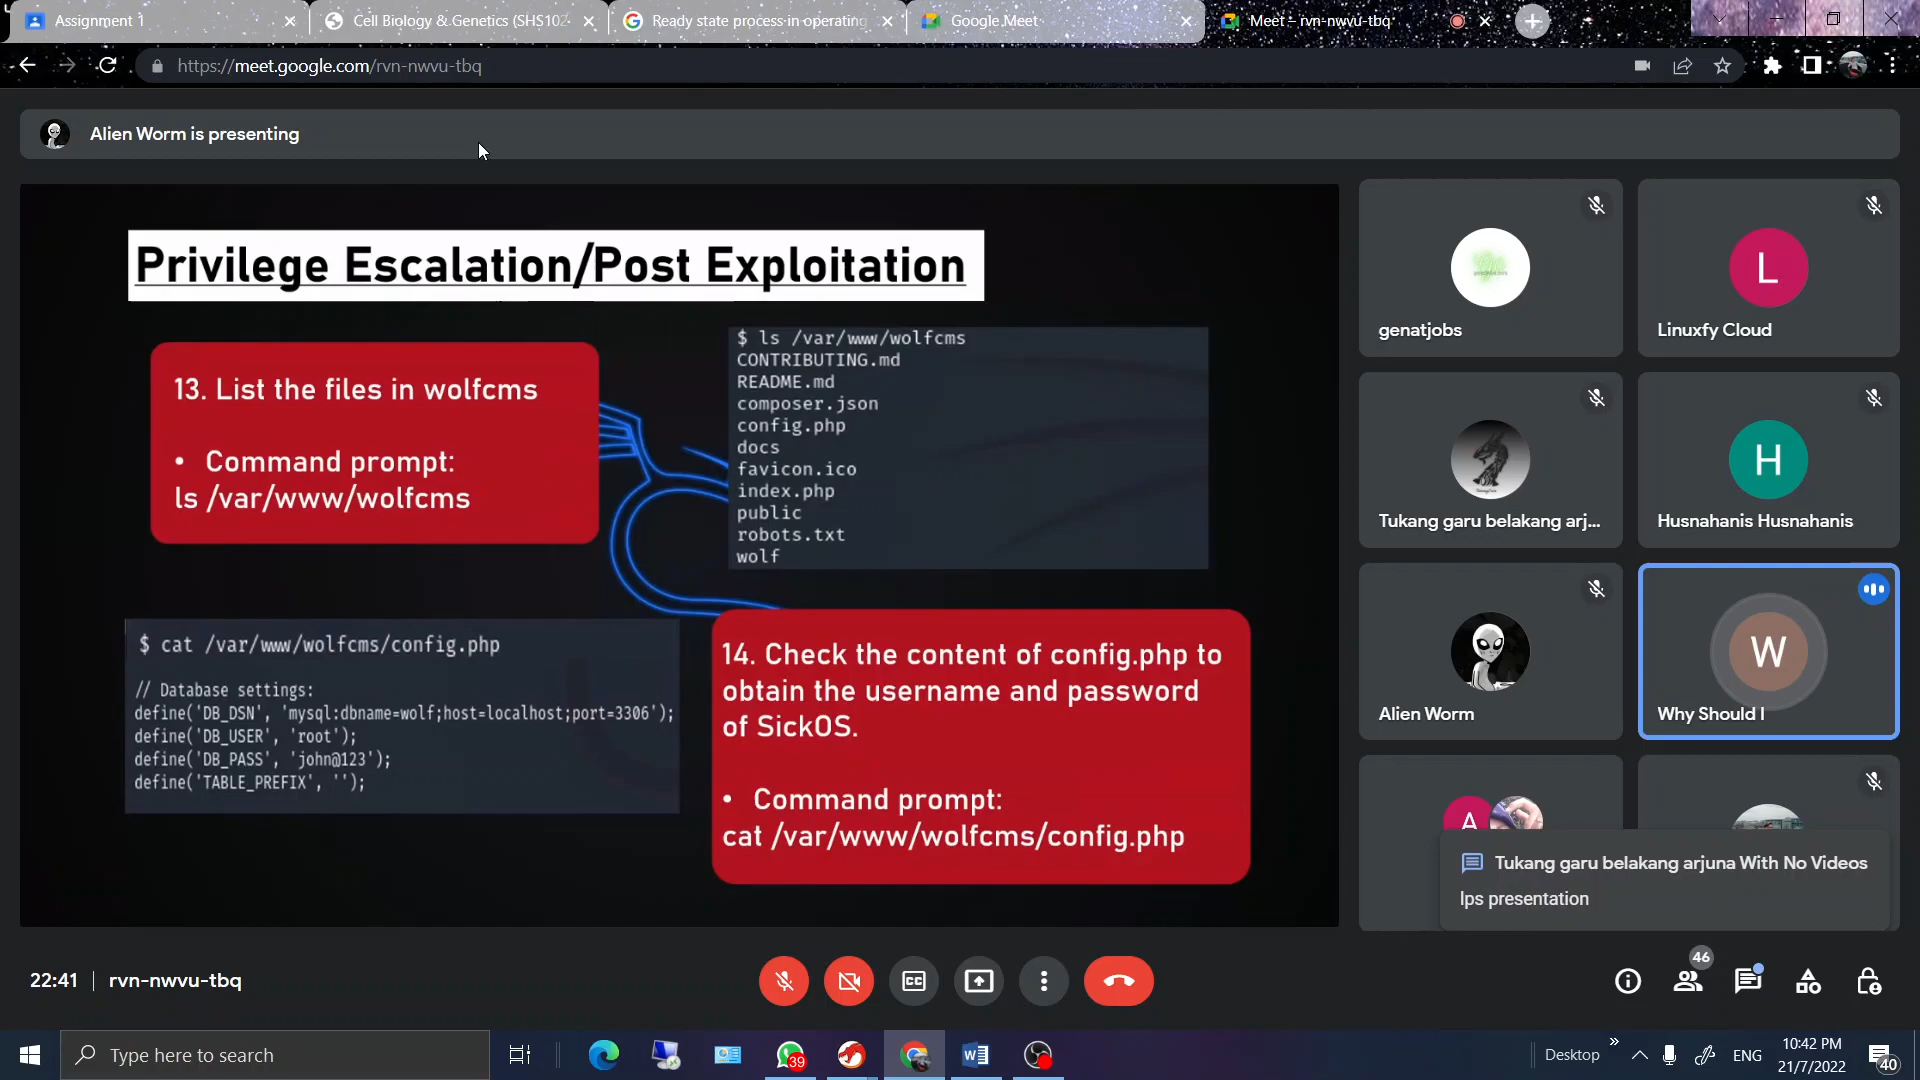 Assignment 1
Cell Biology & Genetics (SHS102-
Ready state process in operating
Google Meet
Meet – rvn-nwvu-tbq
https://meet.google.com/rvn-nwvu-tbq
Alien Worm is presenting
Privilege Escalation/Post Exploitation
13. List the files in wolfcms
• Command prompt:
ls /var/www/wolfcms
$ ls /var/www/wolfcms
CONTRIBUTING.md
README.md
composer.json
config.php
docs
favicon.ico
index.php
public
robots.txt
wolf
$ cat /var/www/wolfcms/config.php
// Database settings:
define('DB_DSN', 'mysql:dbname=wolf;host=localhost;port=3306');
define('DB_USER', 'root');
define('DB_PASS', 'john@123');
define('TABLE_PREFIX', '');
14. Check the content of config.php to
obtain the username and password
of SickOS.
• Command prompt:
cat /var/www/wolfcms/config.php
genatjobs
L
Linuxfy Cloud
Tukang garu belakang arj...
H
Husnahanis Husnahanis
Alien Worm
W
Why Should I
A
Tukang garu belakang arjuna With No Videos
lps presentation
22:41
rvn-nwvu-tbq
CC
46
Type here to search
39
Desktop
ENG
10:42 PM
21/7/2022
40